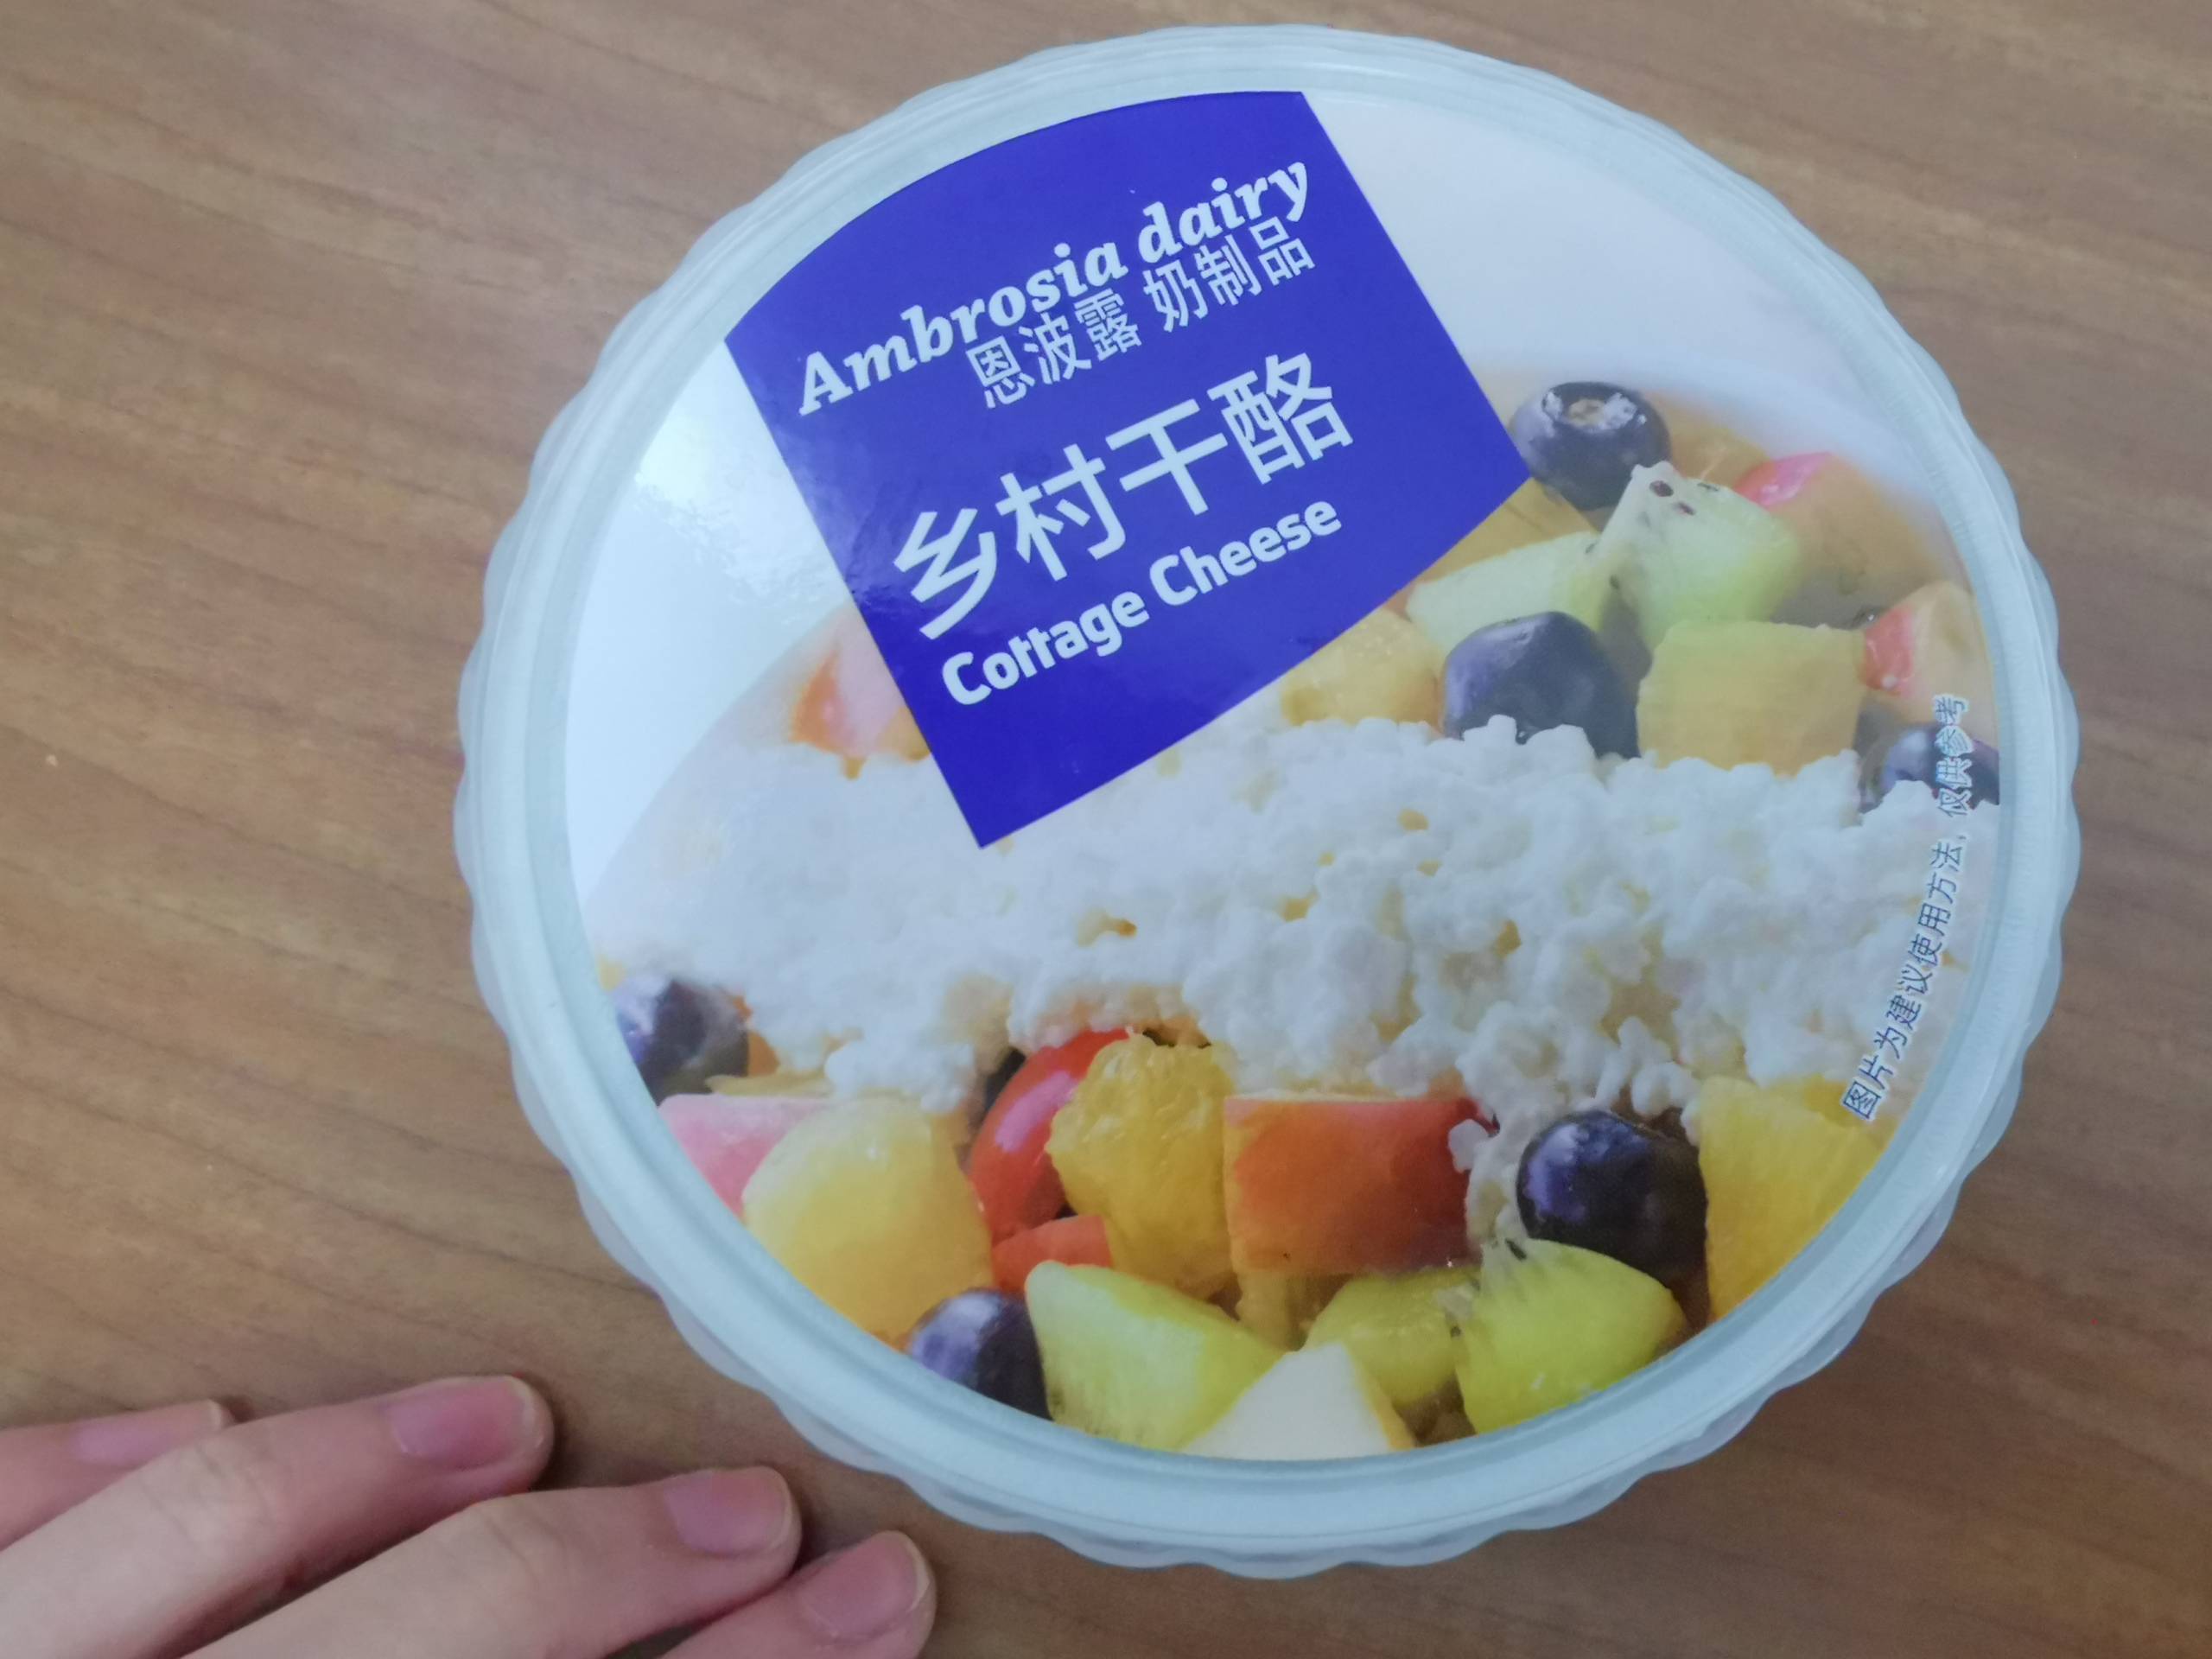 Ambrosia dairy
恩波露 奶制品
乡村干酪
Cottage Cheese
图片为建议使用方法，仅供参考